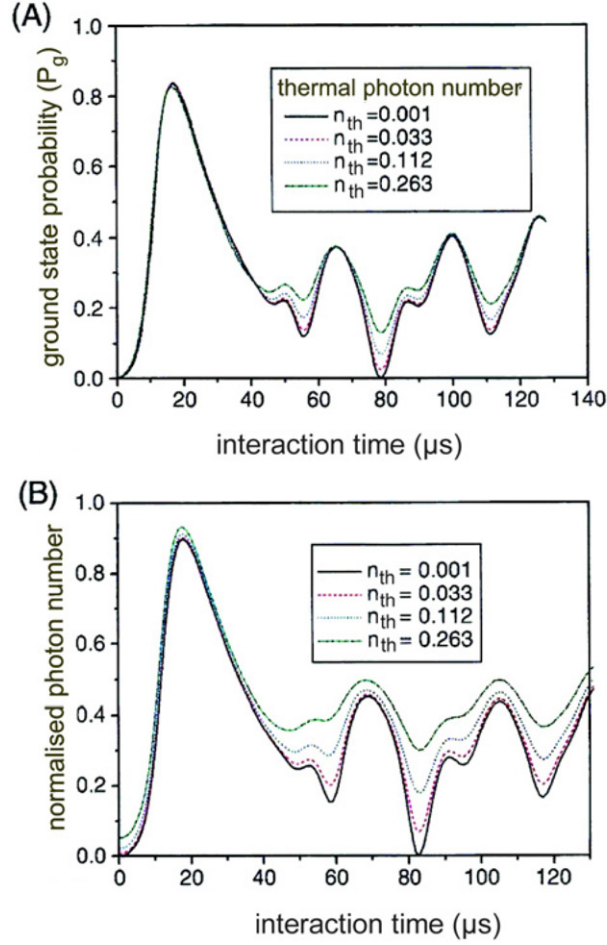 (A)
1.0
0.8
0.6
0.4
0.2
0.0
ground state probability (Pg)
thermal photon number
nth =0.001
nth =0.033
nth =0.112
nth =0.263
0 20 40 60 80 100 120 140
interaction time (μs)
(B)
1.0
0.8
0.6
0.4
0.2
0.0
normalised photon number
nth = 0.001
nth = 0.033
nth = 0.112
nth = 0.263
0 20 40 60 80 100 120
interaction time (μs)